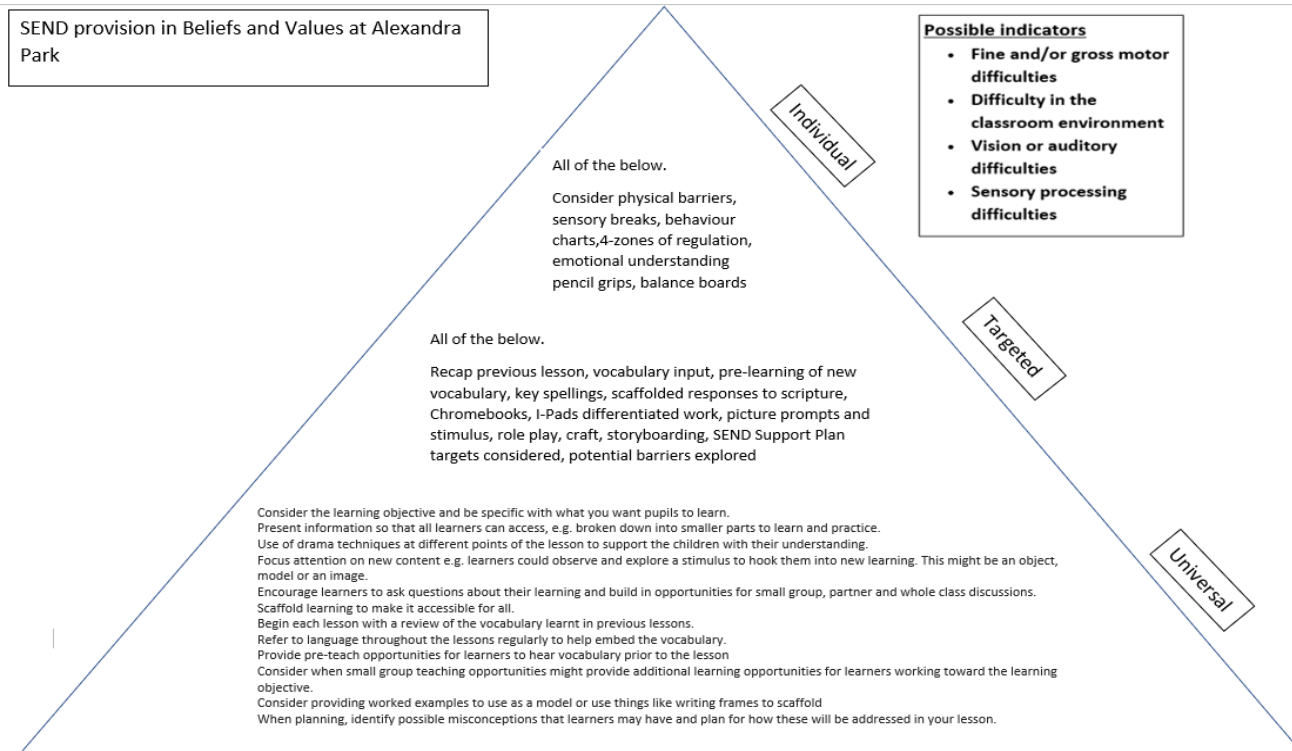 SEND provision in Beliefs and Values at Alexandra
Park
Possible indicators
• Fine and/or gross motor
difficulties
• Difficulty in the
classroom environment
• Vision or auditory
difficulties
• Sensory processing
difficulties
Individual
All of the below.
Consider physical barriers,
sensory breaks, behaviour
charts,4-zones of regulation,
emotional understanding
pencil grips, balance boards
Targeted
All of the below.
Recap previous lesson, vocabulary input, pre-learning of new
vocabulary, key spellings, scaffolded responses to scripture,
Chromebooks, I-Pads differentiated work, picture prompts and
stimulus, role play, craft, storyboarding, SEND Support Plan
targets considered, potential barriers explored
Universal
Consider the learning objective and be specific with what you want pupils to learn.
Present information so that all learners can access, e.g. broken down into smaller parts to learn and practice.
Use of drama techniques at different points of the lesson to support the children with their understanding.
Focus attention on new content e.g. learners could observe and explore a stimulus to hook them into new learning. This might be an object,
model or an image.
Encourage learners to ask questions about their learning and build in opportunities for small group, partner and whole class discussions.
Scaffold learning to make it accessible for all.
Begin each lesson with a review of the vocabulary learnt in previous lessons.
Refer to language throughout the lessons regularly to help embed the vocabulary.
Provide pre-teach opportunities for learners to hear vocabulary prior to the lesson
Consider when small group teaching opportunities might provide additional learning opportunities for learners working toward the learning
objective.
Consider providing worked examples to use as a model or use things like writing frames to scaffold
When planning, identify possible misconceptions that learners may have and plan for how these will be addressed in your lesson.